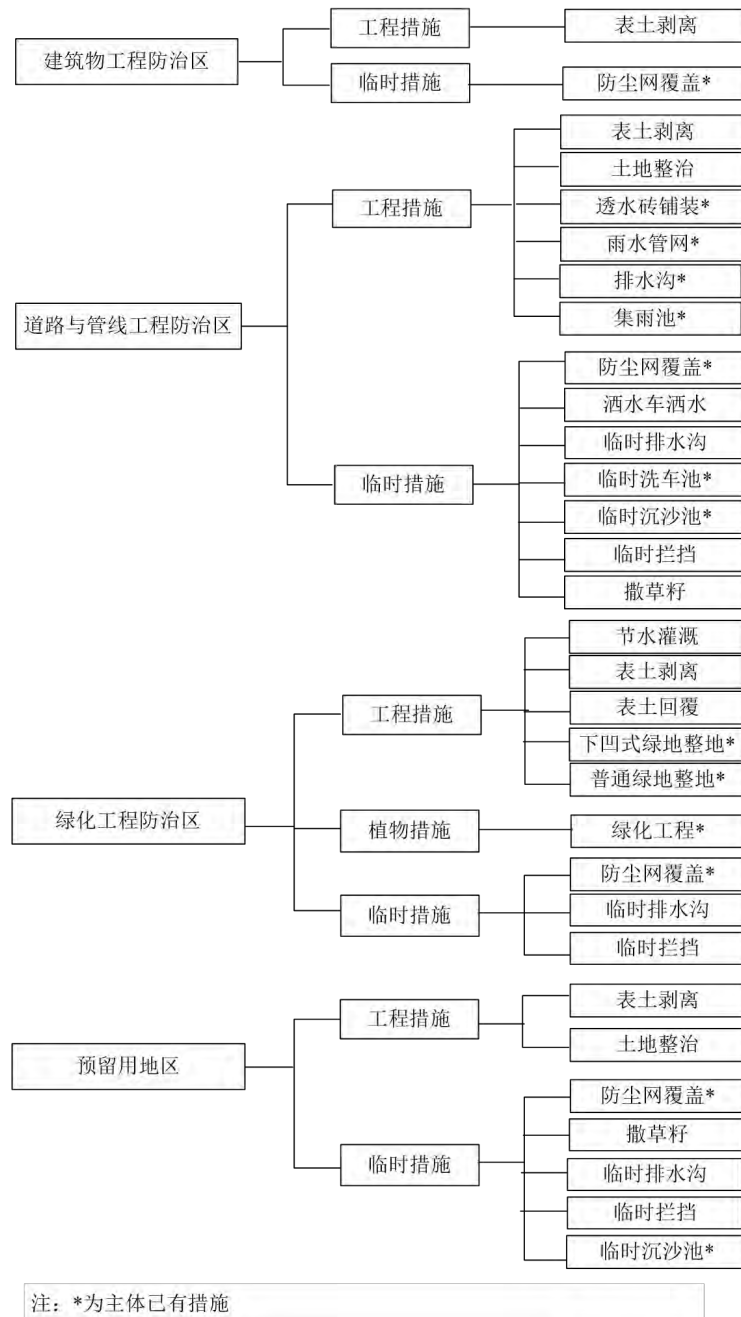 建筑物工程防治区
工程措施
表土剥离
临时措施
防尘网覆盖*
道路与管线工程防治区
工程措施
表土剥离
土地整治
透水砖铺装*
雨水管网*
排水沟*
集雨池*
临时措施
防尘网覆盖*
洒水车洒水
临时排水沟
临时洗车池*
临时沉沙池*
临时拦挡
撒草籽
绿化工程防治区
工程措施
节水灌溉
表土剥离
表土回覆
下凹式绿地整地*
普通绿地整地*
植物措施
绿化工程*
临时措施
防尘网覆盖*
临时排水沟
临时拦挡
预留用地区
工程措施
表土剥离
土地整治
临时措施
防尘网覆盖*
撒草籽
临时排水沟
临时拦挡
临时沉沙池*
注：*为主体已有措施